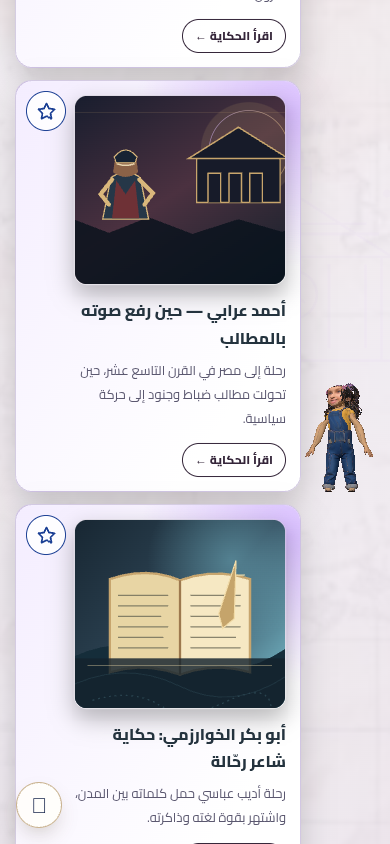 اقرأ الحكاية ←
أحمد عرابي — حين رفع صوته
بالمطالب
رحلة إلى مصر في القرن التاسع عشر، حين
تحولت مطالب ضباط وجنود إلى حركة
سياسية.
اقرأ الحكاية ←
أبو بكر الخوارزمي: حكاية
شاعر رحّالة
رحلة أديب عباسي حمل كلماته بين المدن،
واشتهر بقوة لغته وذاكرته.